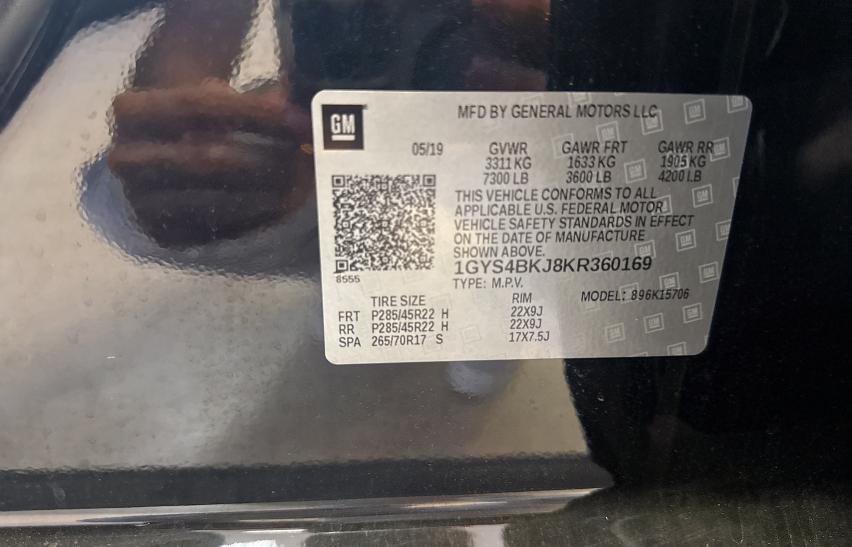 GM
MFD BY GENERAL MOTORS LLC
05/19 GVWR GAWR FRT GAWR RR
3311 KG 1633 KG 1905 KG
7300 LB 3600 LB 4200 LB
THIS VEHICLE CONFORMS TO ALL
APPLICABLE U.S. FEDERAL MOTOR
VEHICLE SAFETY STANDARDS IN EFFECT
ON THE DATE OF MANUFACTURE
SHOWN ABOVE.
1GYS4BKJ8KR360169
8555
TYPE: M.P.V.
TIRE SIZE RIM MODEL: 896K15706
FRT P285/45R22 H 22X9J
RR P285/45R22 H 22X9J
SPA 265/70R17 S 17X7.5J